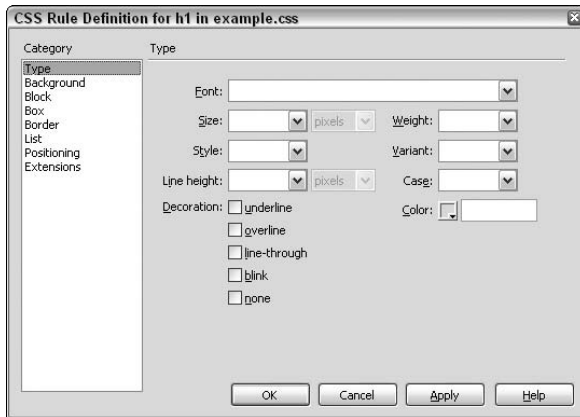 CSS Rule Definition for h1 in example.css
Category
Type
Background
Block
Box
Border
List
Positioning
Extensions
Type
Font:
Size: pixels Weight:
Style: Variant:
Line height: pixels Case:
Decoration: underline Color:
overline
line-through
blink
none
OK Cancel Apply Help